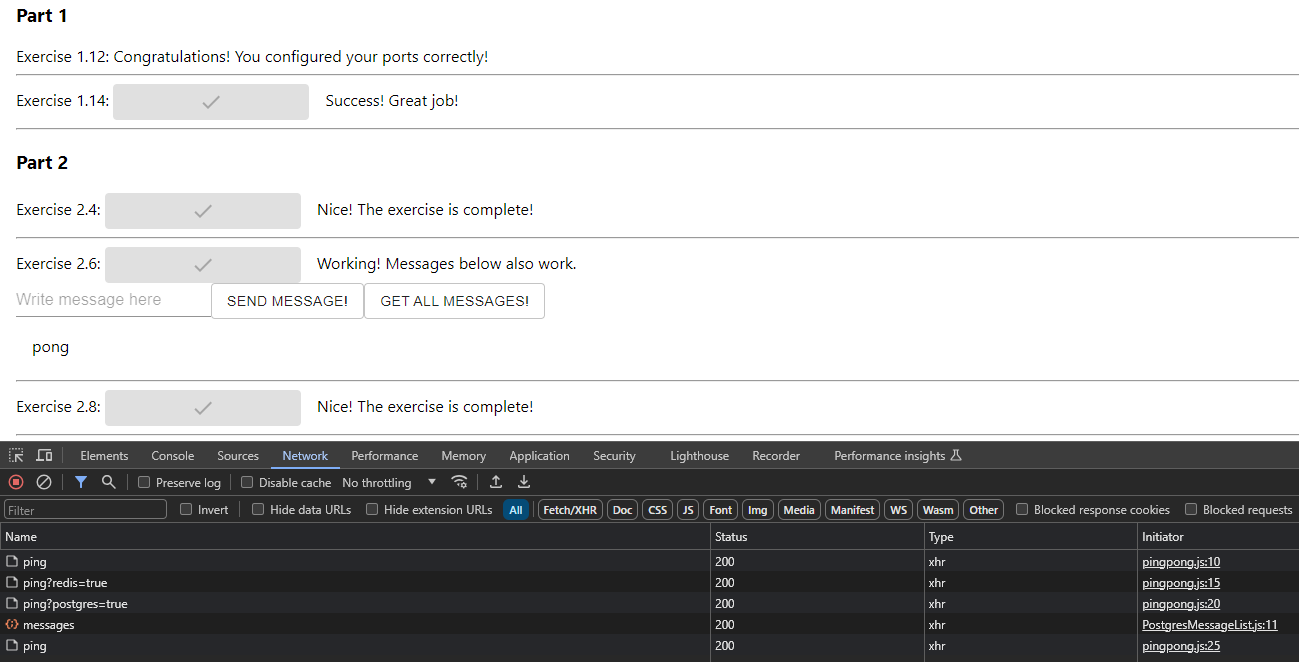 Part 1
Exercise 1.12: Congratulations! You configured your ports correctly!
Exercise 1.14: Success! Great job!
Part 2
Exercise 2.4: Nice! The exercise is complete!
Exercise 2.6: Working! Messages below also work.
Write message here SEND MESSAGE! GET ALL MESSAGES!
pong
Exercise 2.8: Nice! The exercise is complete!
Elements Console Sources Network Performance Memory Application Security Lighthouse Recorder Performance insights
Preserve log Disable cache No throttling
Filter Invert Hide data URLs Hide extension URLs All Fetch/XHR Doc CSS JS Font Img Media Manifest WS Wasm Other Blocked response cookies Blocked requests
Name Status Type Initiator
ping 200 xhr pingpong.js:10
ping?redis=true 200 xhr pingpong.js:15
ping?postgres=true 200 xhr pingpong.js:20
messages 200 xhr PostgresMessageList.js:11
ping 200 xhr pingpong.js:25